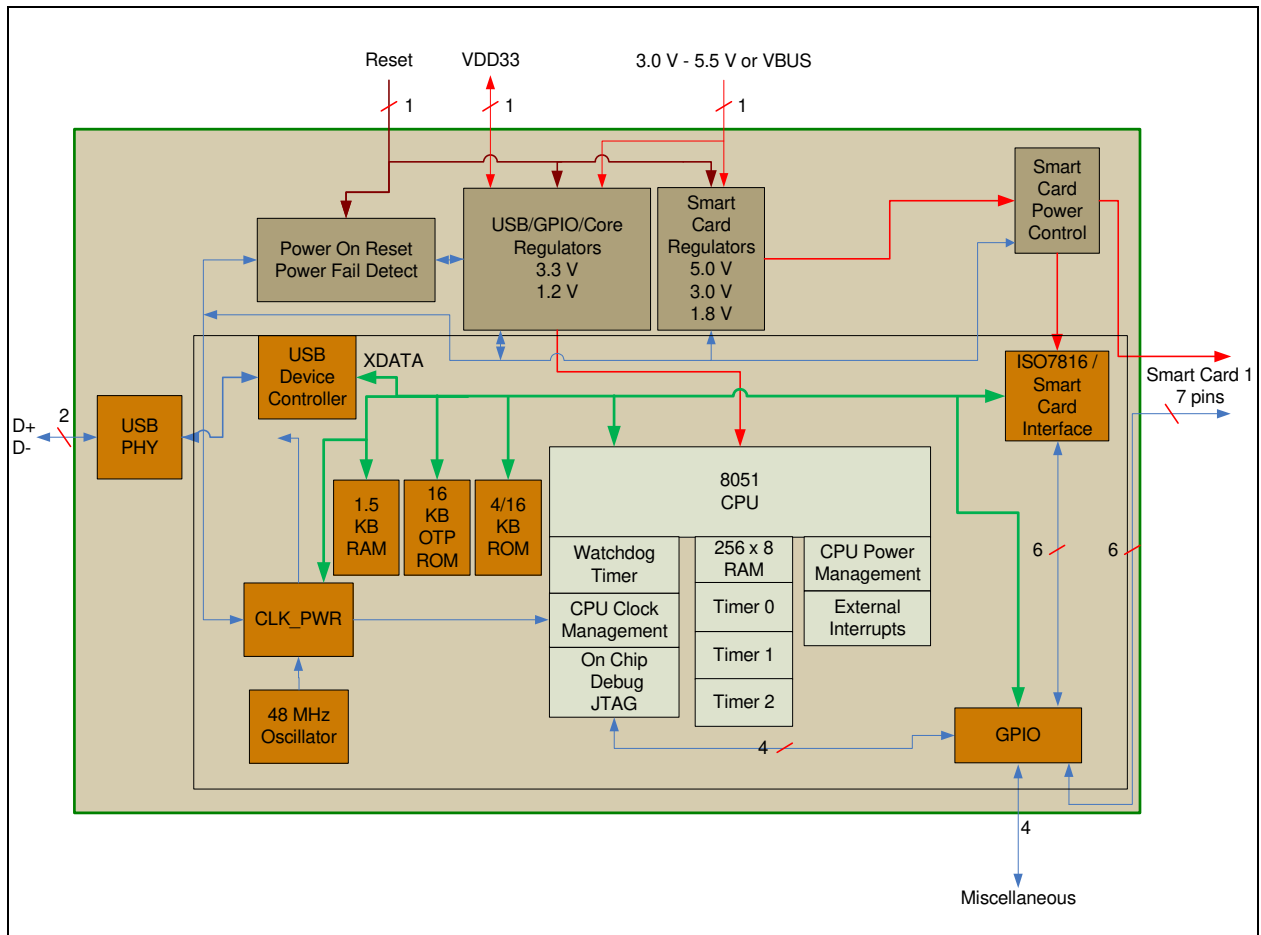 Reset
VDD33
3.0 V - 5.5 V or VBUS
1
1
1
Smart
Card
Power
Control
USB/GPIO/Core
Regulators
3.3 V
1.2 V
Smart
Card
Regulators
5.0 V
3.0 V
1.8 V
Power On Reset
Power Fail Detect
USB
Device
Controller
XDATA
ISO7816 /
Smart
Card
Interface
Smart Card 1
7 pins
D+
D-
2
USB
PHY
1.5
KB
RAM
16
KB
OTP
ROM
4/16
KB
ROM
8051
CPU
Watchdog
Timer
256 x 8
RAM
CPU Power
Management
6
6
CLK_PWR
CPU Clock
Management
Timer 0
External
Interrupts
On Chip
Debug
JTAG
Timer 1
Timer 2
48 MHz
Oscillator
4
GPIO
4
Miscellaneous